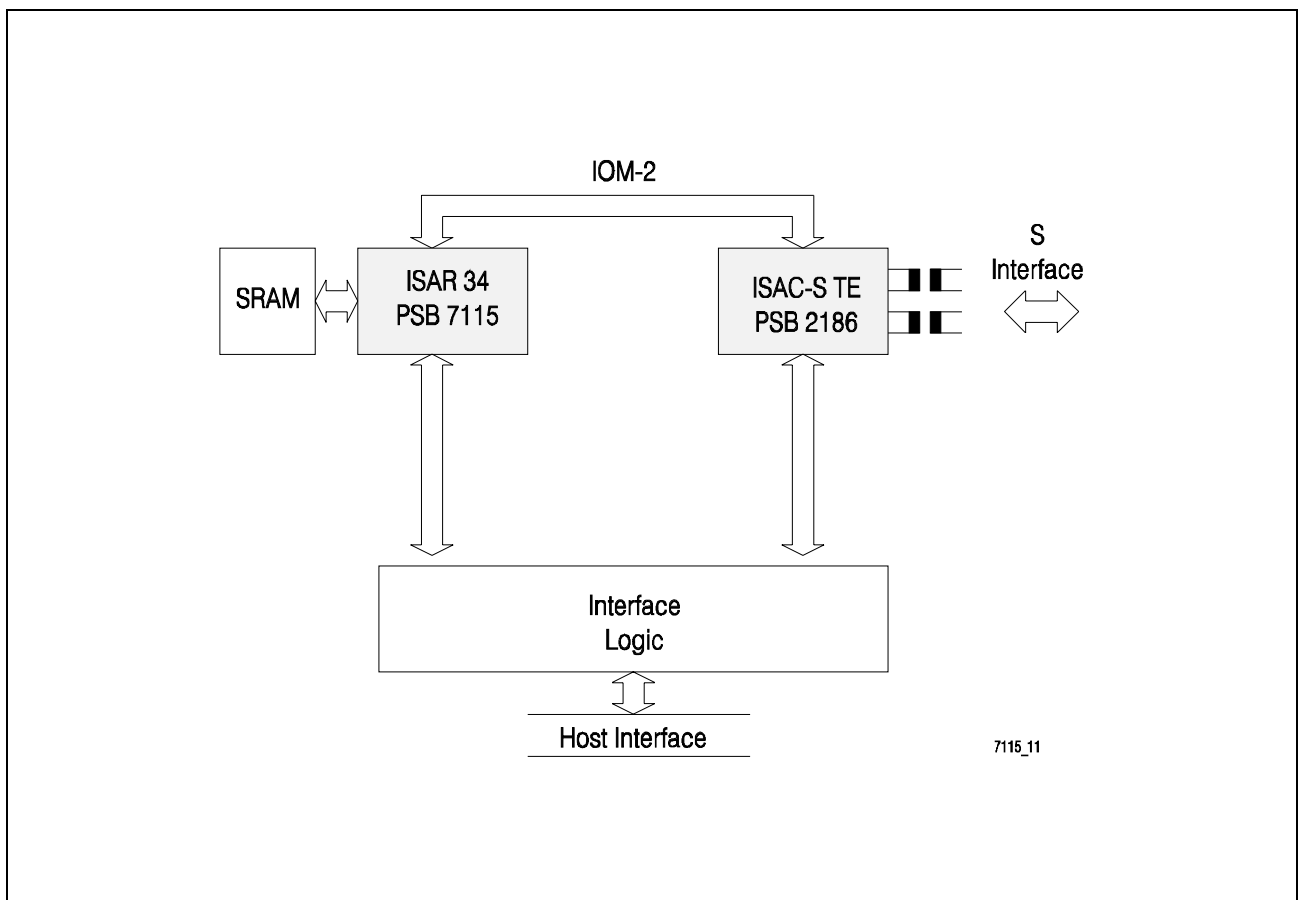 IOM-2
S
Interface
SRAM
ISAR 34
PSB 7115
ISAC-S TE
PSB 2186
Interface
Logic
Host Interface
7115_11